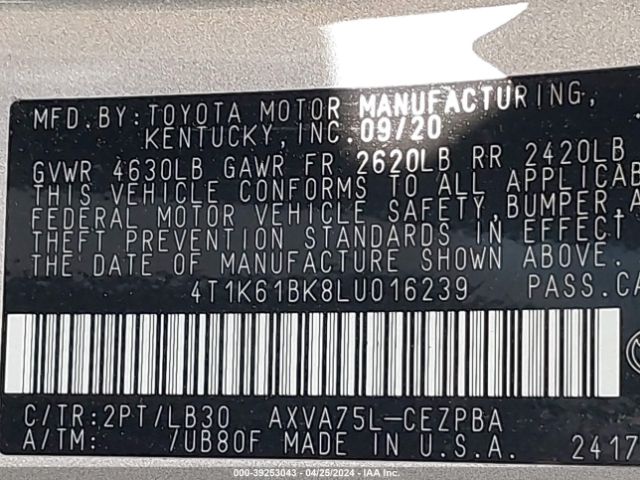 MFD. BY: TOYOTA MOTOR MANUFACTURING,
KENTUCKY, INC. 09/20
GVWR 4630LB GAWR FR 2620LB RR 2420LB
THIS VEHICLE CONFORMS TO ALL APPLICAB
FEDERAL MOTOR VEHICLE SAFETY, BUMPER, A
THEFT PREVENTION STANDARDS IN EFFECT
THE DATE OF MANUFACTURE SHOWN ABOVE.
4T1K61BK8LU016239 PASS.CA
C/TR:2PT/LB30 AXVA75L-CEZPBA
A/TM: /UB80F MADE IN U.S.A. 2417
000-39253043 - 04/25/2024 - IAAI.COM